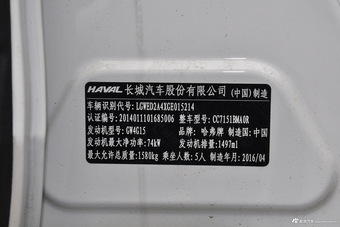 HAVAL 长城汽车股份有限公司 (中国) 制造
车辆识别代号: LGWED2A4XGE015214
认证编号: 2014011101685006 整车型号: CC7151BMA0R
发动机型号: GW4G15 品牌: 哈弗牌 制造国: 中国
发动机最大净功率: 74kW 发动机排量: 1497ml
最大允许总质量: 1580kg 乘坐人数: 5人 制造年月: 2016/04